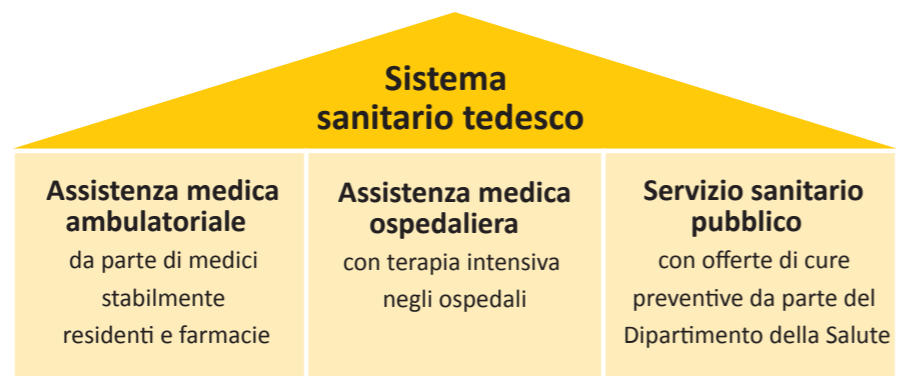 Sistema
sanitario tedesco
Assistenza medica
ambulatoriale
da parte di medici
stabilmente
residenti e farmacie
Assistenza medica
ospedaliera
con terapia intensiva
negli ospedali
Servizio sanitario
pubblico
con offerte di cure
preventive da parte del
Dipartimento della Salute